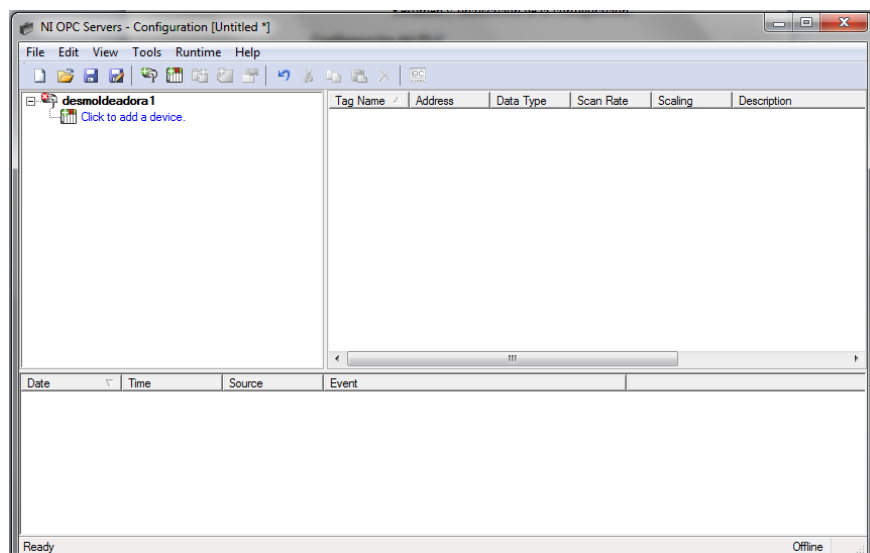 NI OPC Servers - Configuration [Untitled *]
File Edit View Tools Runtime Help
desmoldeadora1
Click to add a device.
Tag Name Address Data Type Scan Rate Scaling Description
Date Time Source Event
Ready Offline